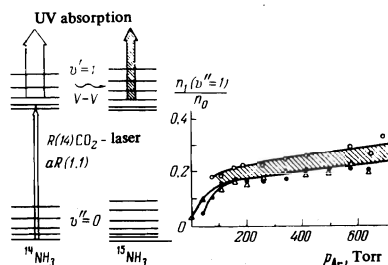 UV absorption
υ′=1
V–V
R(14)CO₂– laser
aR(1,1)
υ″=0
¹⁴NH₃
¹⁵NH₃
n₁(υ″=1)
n₀
0.4
0.2
0
200
400
600
p_Ar, Torr